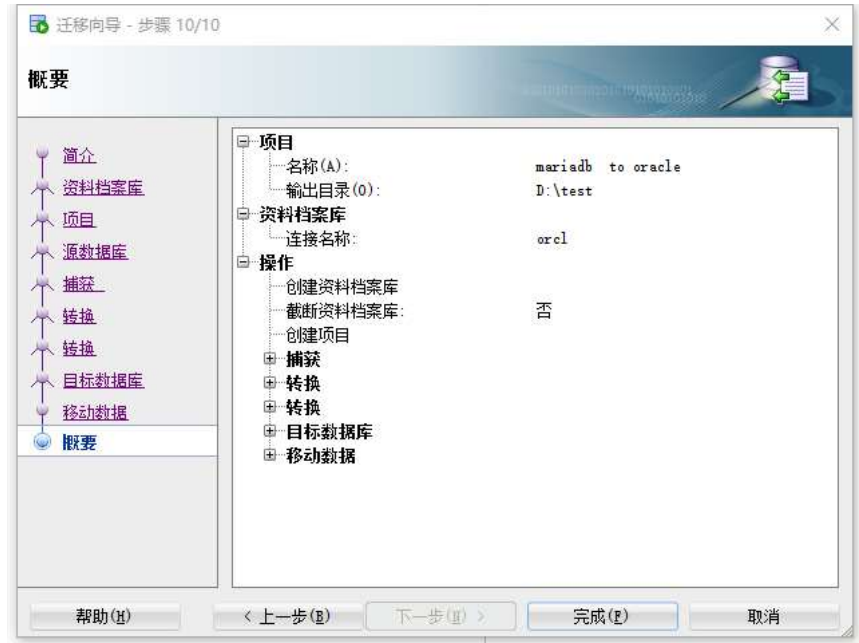 迁移向导 - 步骤 10/10
概要
简介
资料档案库
项目
源数据库
捕获
转换
转换
目标数据库
移动数据
概要
项目
名称(A): mariadb to oracle
输出目录(O): D:\test
资料档案库
连接名称: orcl
操作
创建资料档案库
截断资料档案库: 否
创建项目
捕获
转换
转换
目标数据库
移动数据
帮助(H) < 上一步(B) 下一步(N) > 完成(F) 取消